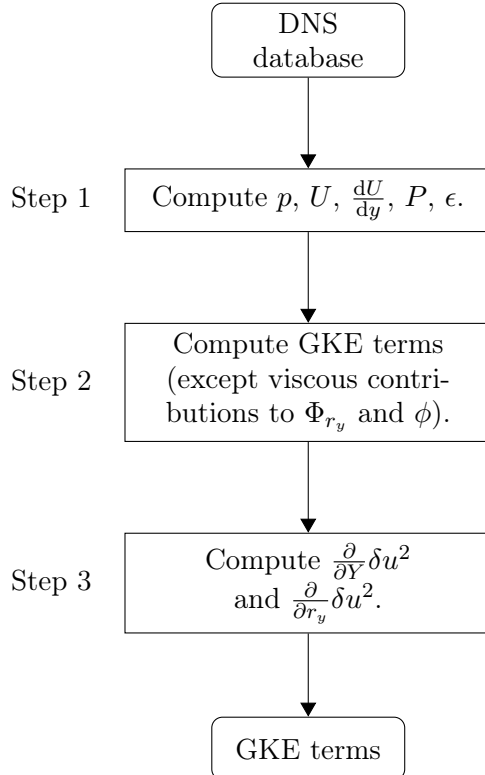 DNS
database
Step 1
Compute p, U, dU/dy, P, ϵ.
Step 2
Compute GKE terms
(except viscous contri-
butions to Φ_{r_y} and ϕ).
Step 3
Compute ∂/∂Y δu²
and ∂/∂r_y δu².
GKE terms